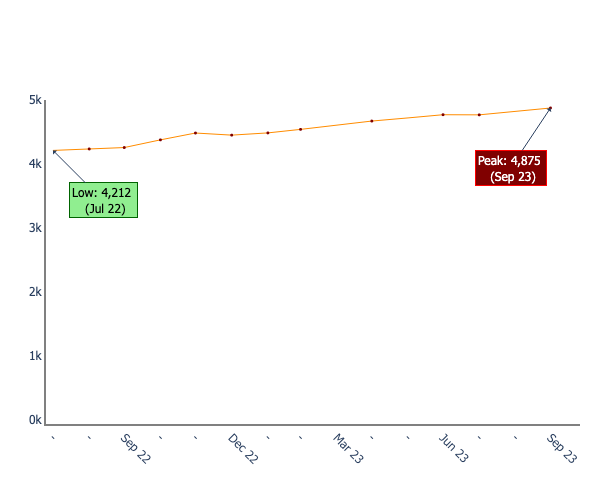 5k
4k
3k
2k
1k
0k
Low: 4,212
(Jul 22)
Peak: 4,875
(Sep 23)
-
-
Sep 22
-
-
Dec 22
-
-
Mar 23
-
-
Jun 23
-
-
Sep 23